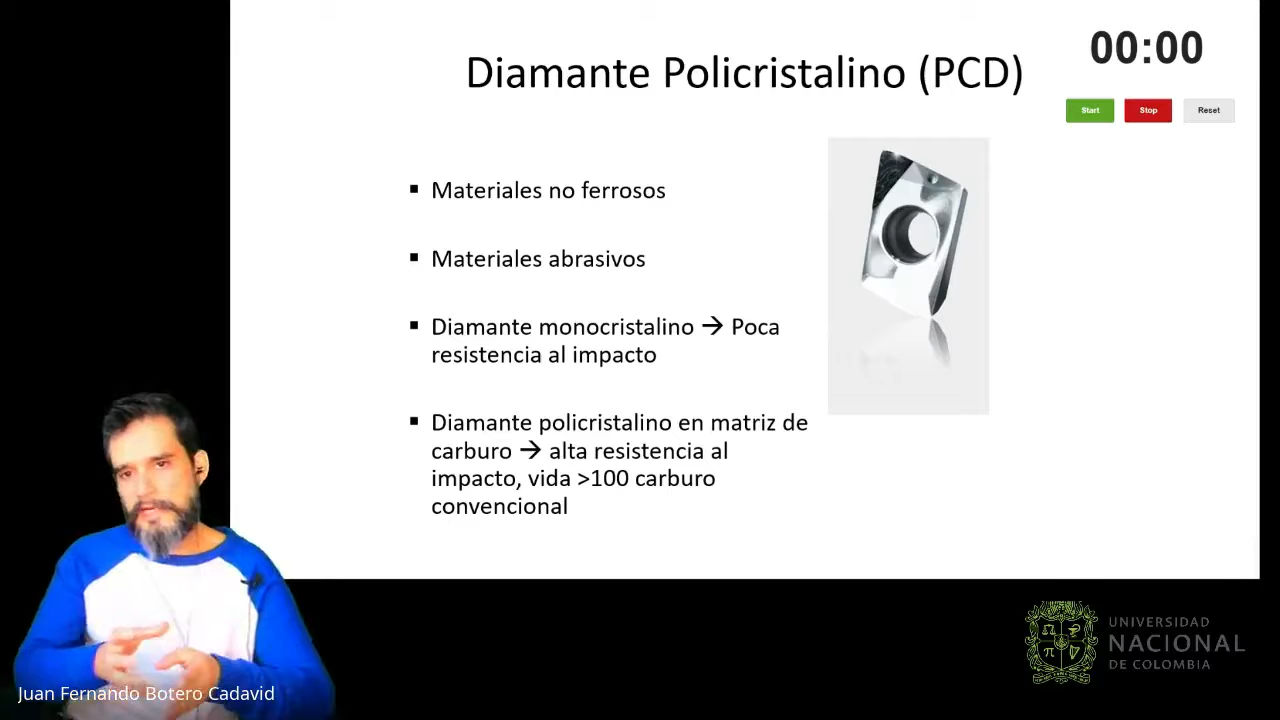 Diamante Policristalino (PCD)
00:00
Start Stop Reset
▪ Materiales no ferrosos
▪ Materiales abrasivos
▪ Diamante monocristalino → Poca
resistencia al impacto
▪ Diamante policristalino en matriz de
carburo → alta resistencia al
impacto, vida >100 carburo
convencional
Juan Fernando Botero Cadavid
UNIVERSIDAD
NACIONAL
DE COLOMBIA